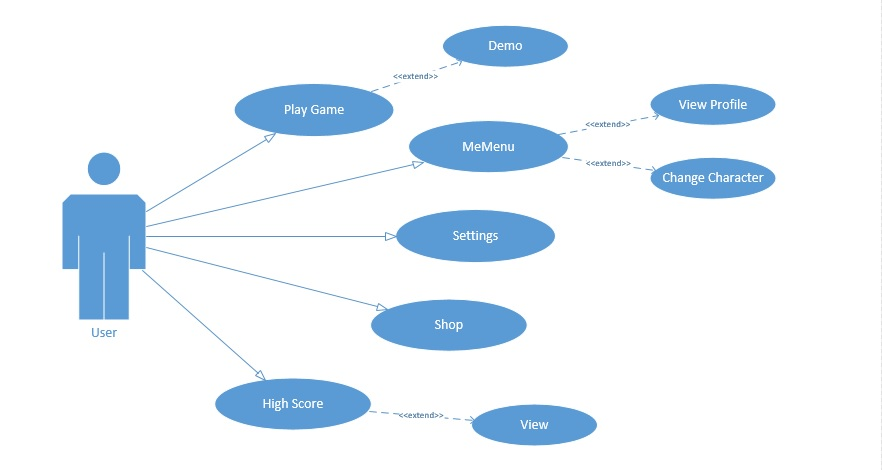 Demo
<<extend>>
Play Game
View Profile
<<extend>>
MeMenu
<<extend>>
Change Character
Settings
Shop
User
High Score
<<extend>>
View